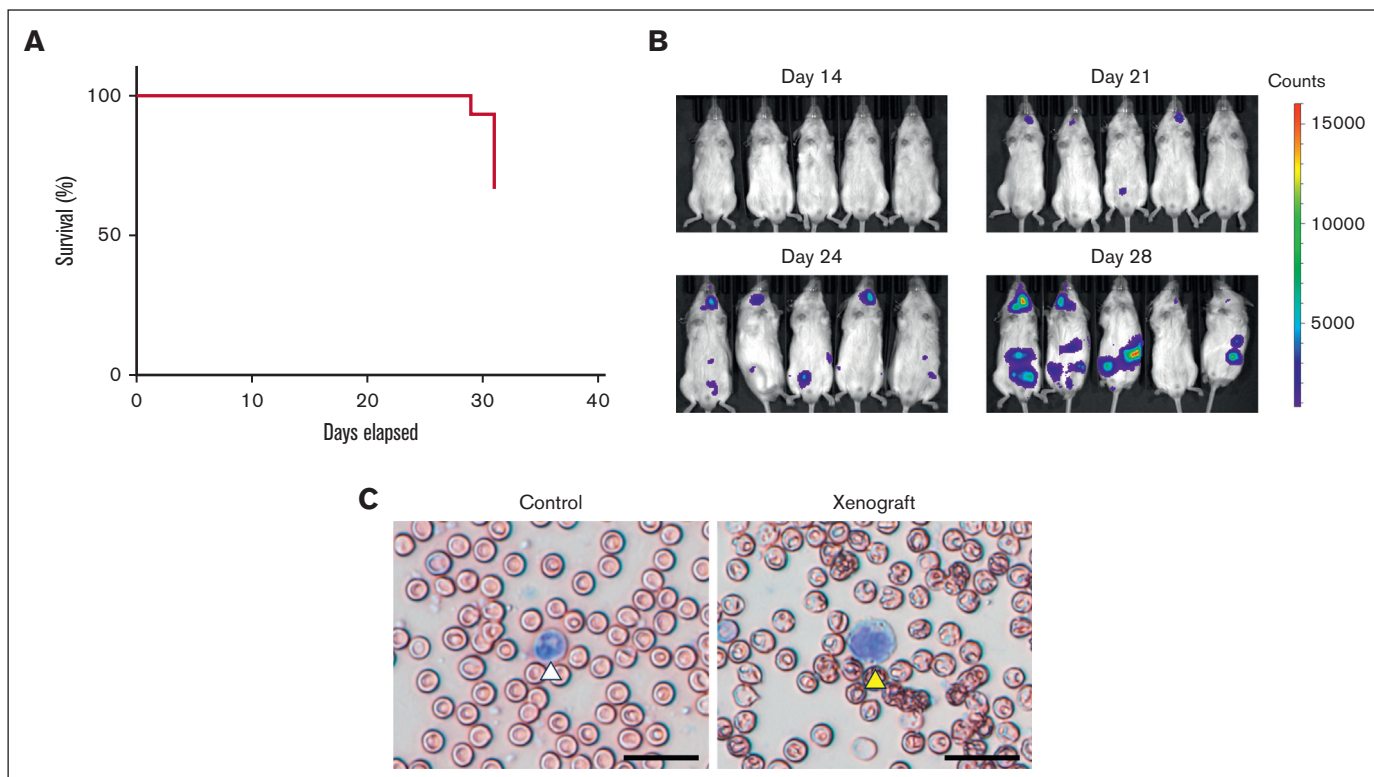 A
Survival (%)
100
50
0
0 10 20 30 40
Days elapsed
B
Day 14 Day 21
Day 24 Day 28
Counts
15000
10000
5000
C
Control Xenograft